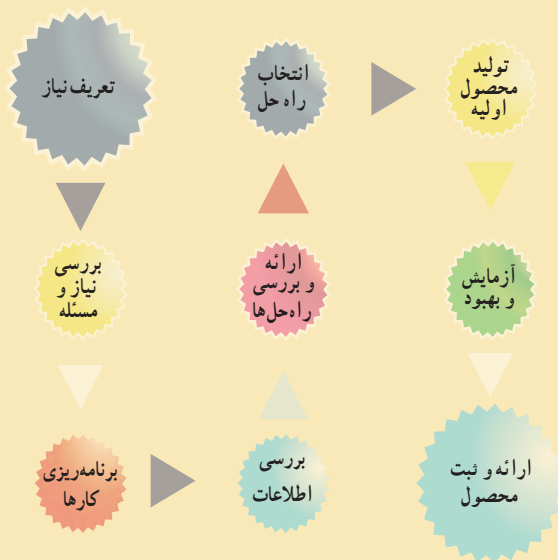 تعریف نیاز
بررسی
نیاز و
مسئله
برنامه‌ریزی
کارها
بررسی
اطلاعات
ارائه
و بررسی
راه‌حل‌ها
انتخاب
راه حل
تولید
محصول
اولیه
آزمایش
و بهبود
ارائه و ثبت
محصول